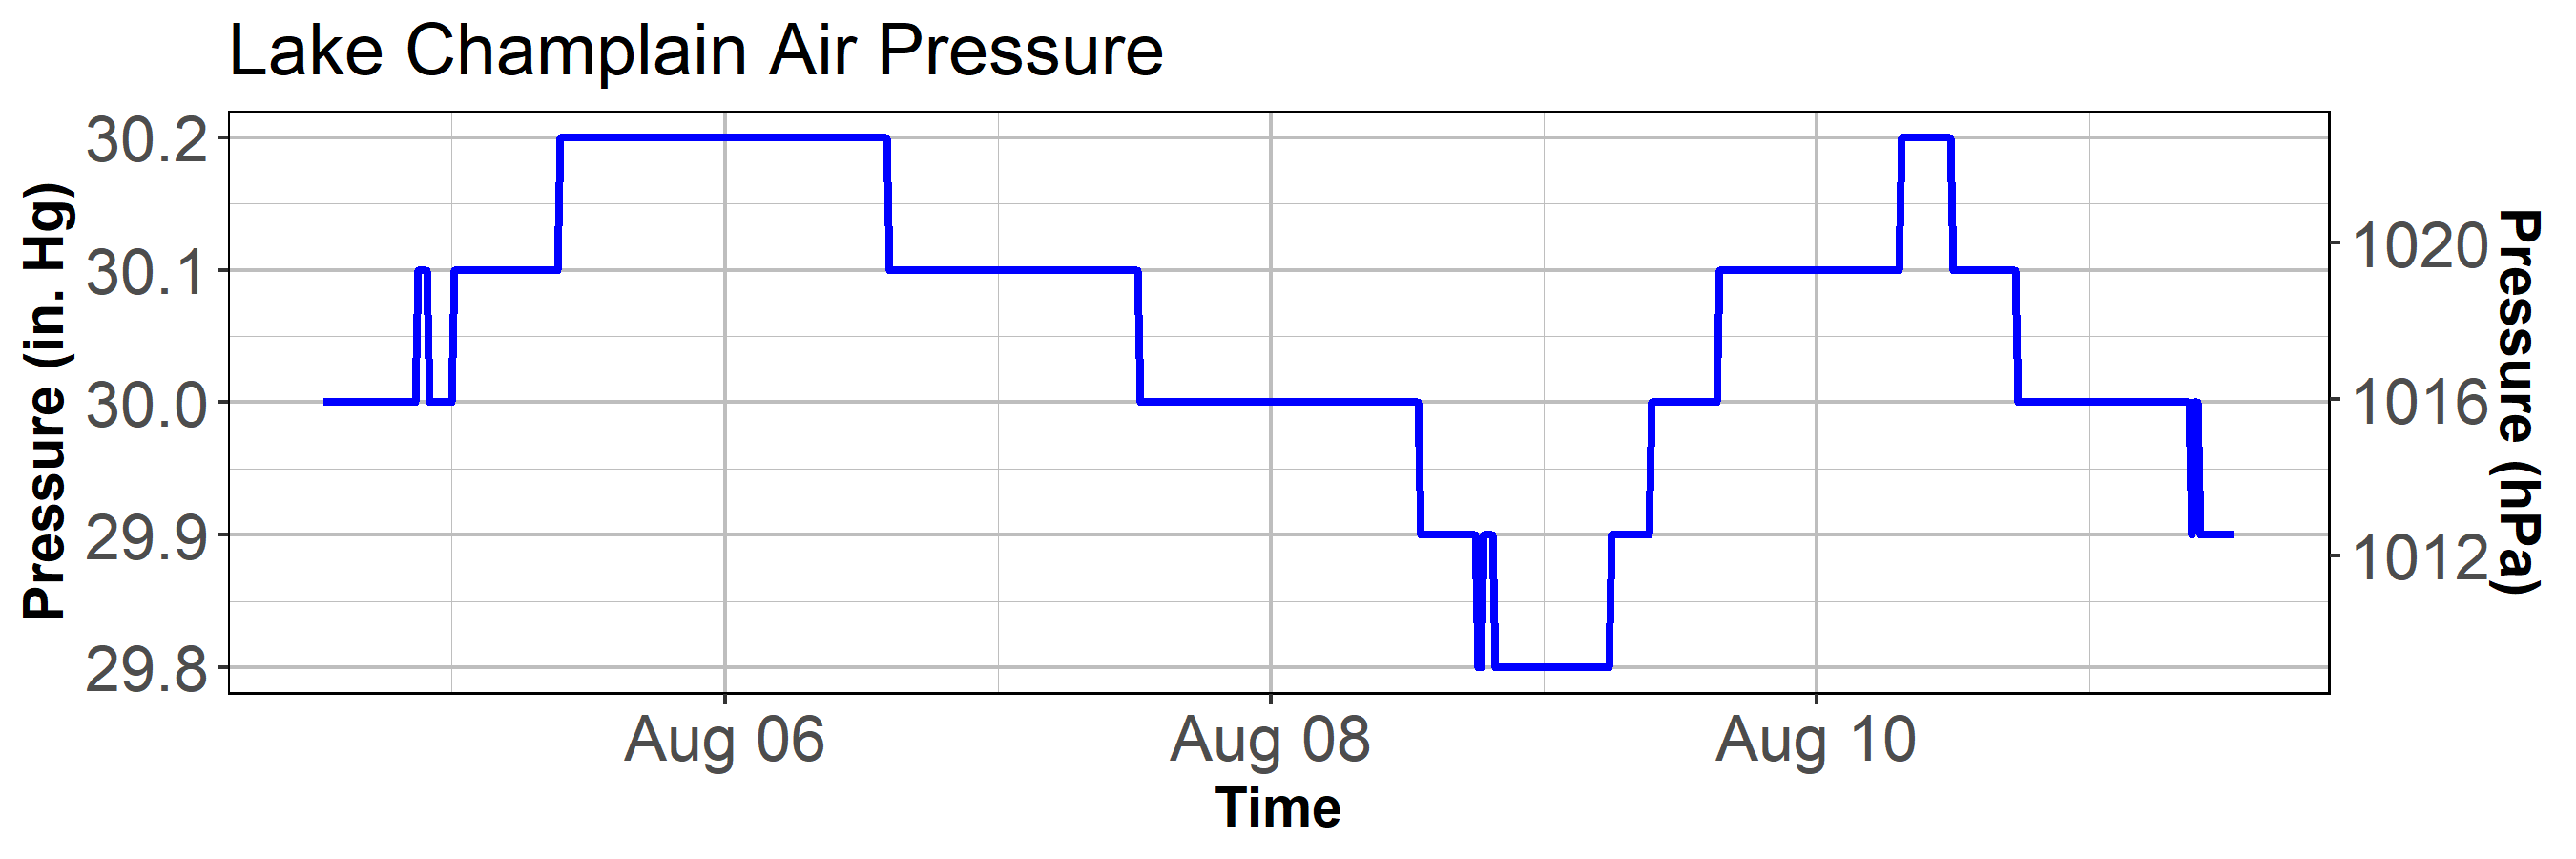 Lake Champlain Air Pressure
Pressure (in. Hg)
30.2
30.1
30.0
29.9
29.8
1020
1016
1012
Pressure (hPa)
Aug 06 Aug 08 Aug 10
Time